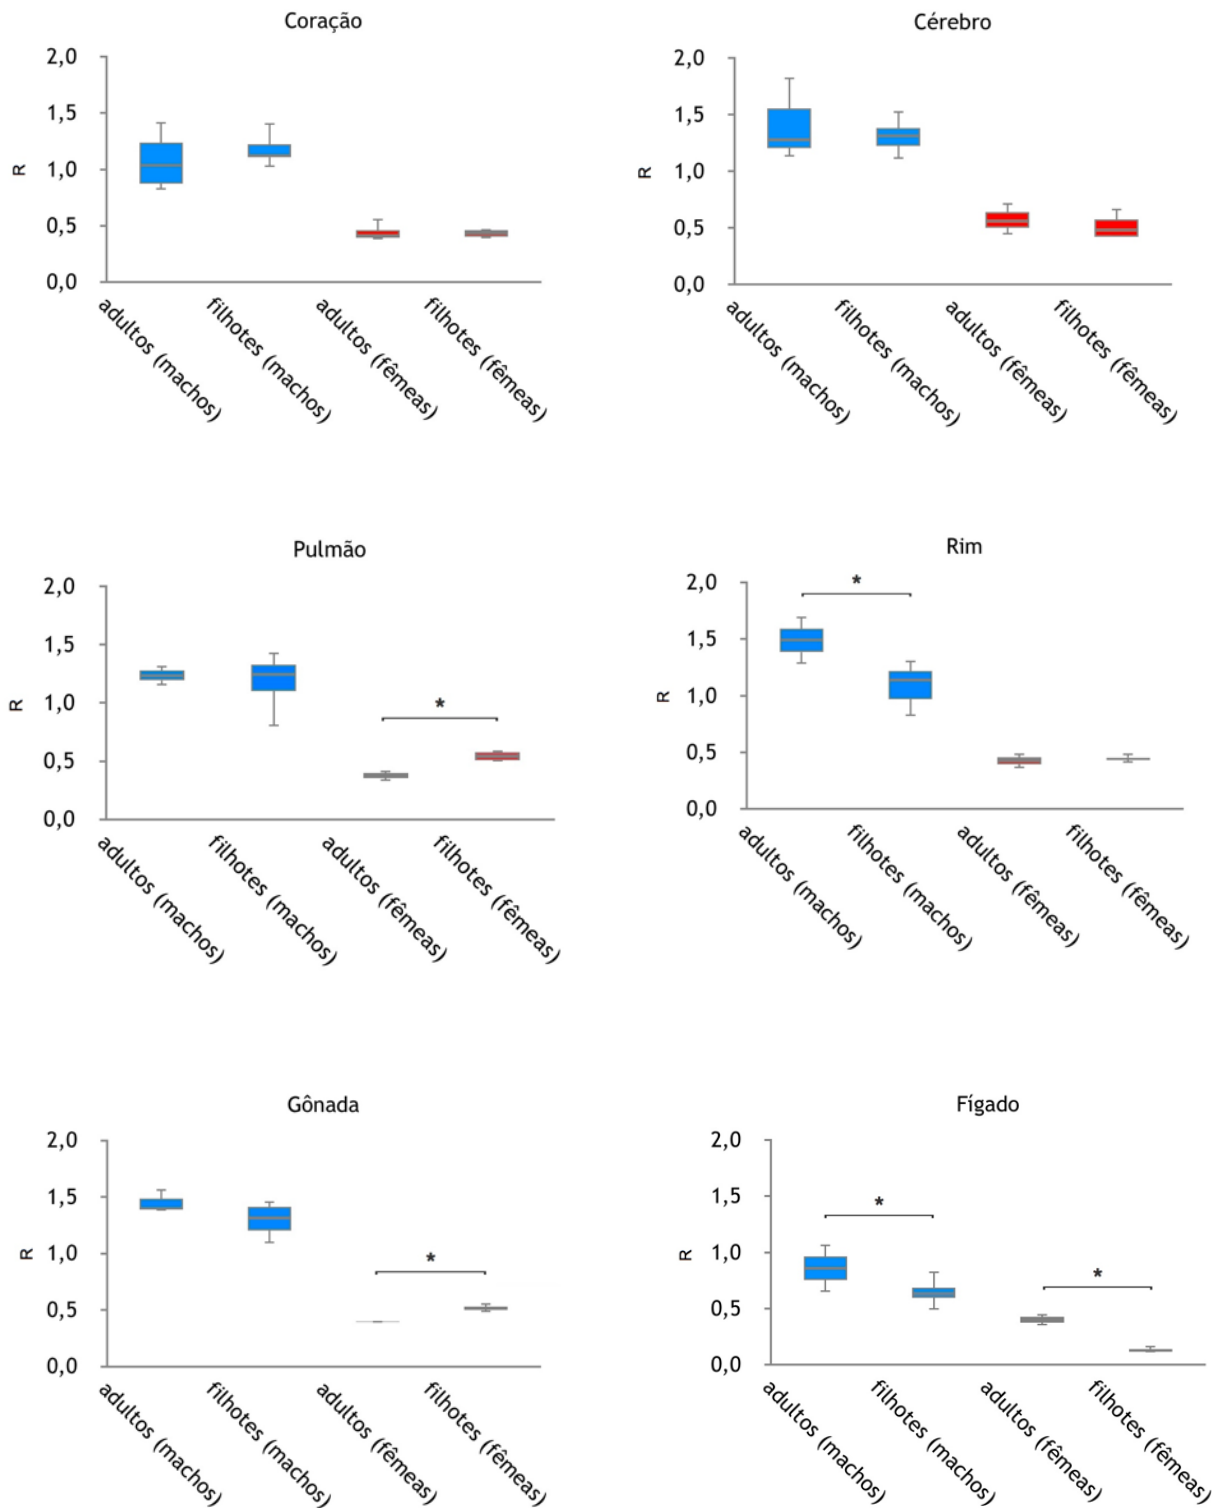 Coração
2,0
1,5
1,0
0,5
0,0
R
adultos (machos)
filhotes (machos)
adultos (fêmeas)
filhotes (fêmeas)
Cérebro
2,0
1,5
1,0
0,5
0,0
R
adultos (machos)
filhotes (machos)
adultos (fêmeas)
filhotes (fêmeas)
Pulmão
2,0
1,5
1,0
0,5
0,0
R
*
adultos (machos)
filhotes (machos)
adultos (fêmeas)
filhotes (fêmeas)
Rim
2,0
1,5
1,0
0,5
0,0
R
*
adultos (machos)
filhotes (machos)
adultos (fêmeas)
filhotes (fêmeas)
Gônada
2,0
1,5
1,0
0,5
0,0
R
*
adultos (machos)
filhotes (machos)
adultos (fêmeas)
filhotes (fêmeas)
Fígado
2,0
1,5
1,0
0,5
0,0
R
*
*
adultos (machos)
filhotes (machos)
adultos (fêmeas)
filhotes (fêmeas)